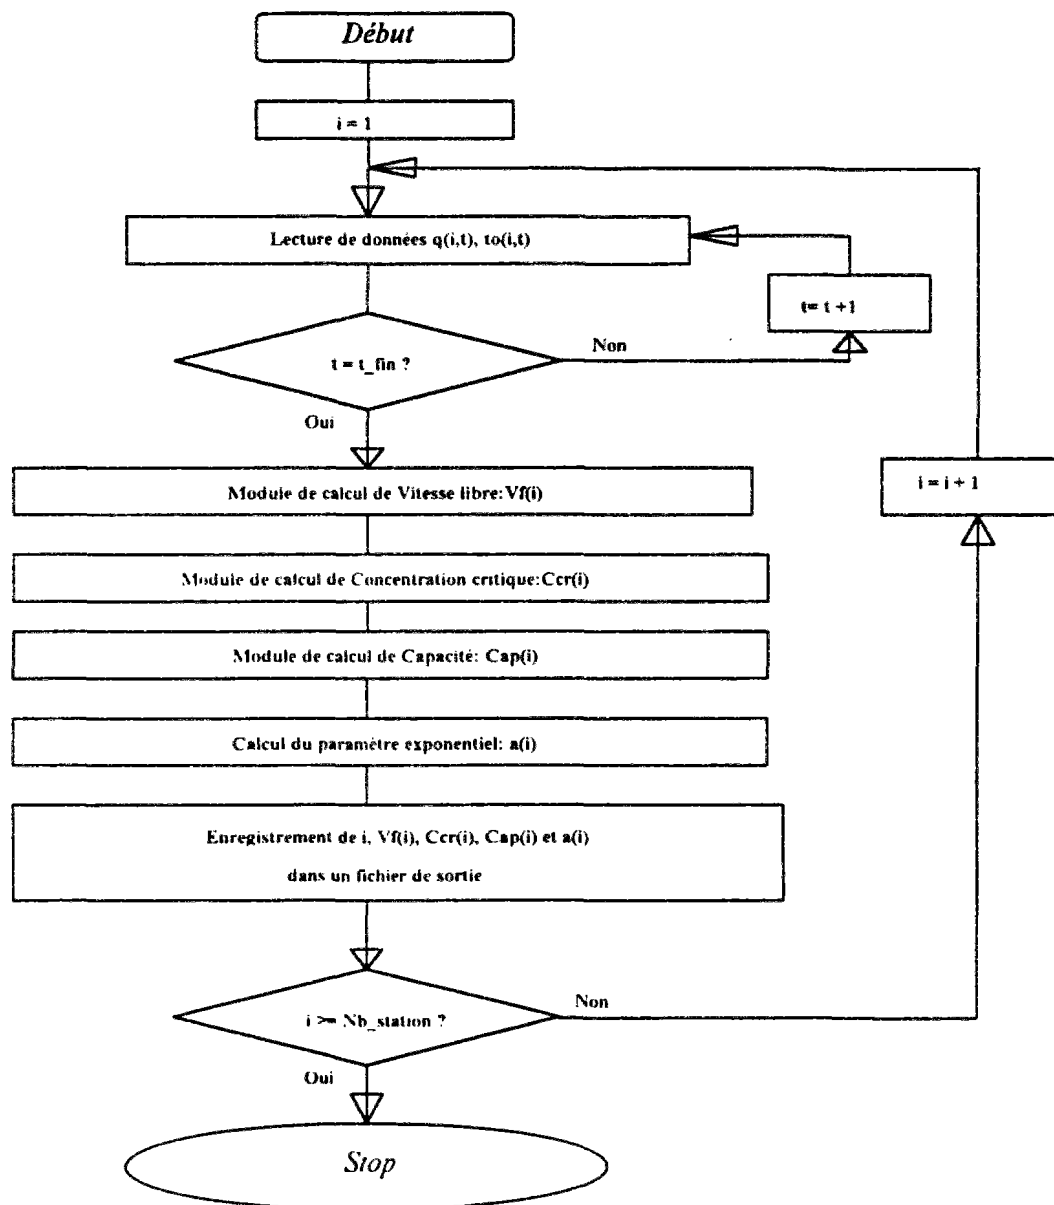 Début
i = 1
Lecture de données q(i,t), to(i,t)
t= t +1
t = t_fin ?
Non
Oui
Module de calcul de Vitesse libre:Vf(i)
i = i + 1
Module de calcul de Concentration critique:Ccr(i)
Module de calcul de Capacité: Cap(i)
Calcul du paramètre exponentiel: a(i)
Enregistrement de i, Vf(i), Ccr(i), Cap(i) et a(i)
dans un fichier de sortie
i >= Nb_station ?
Non
Oui
Stop